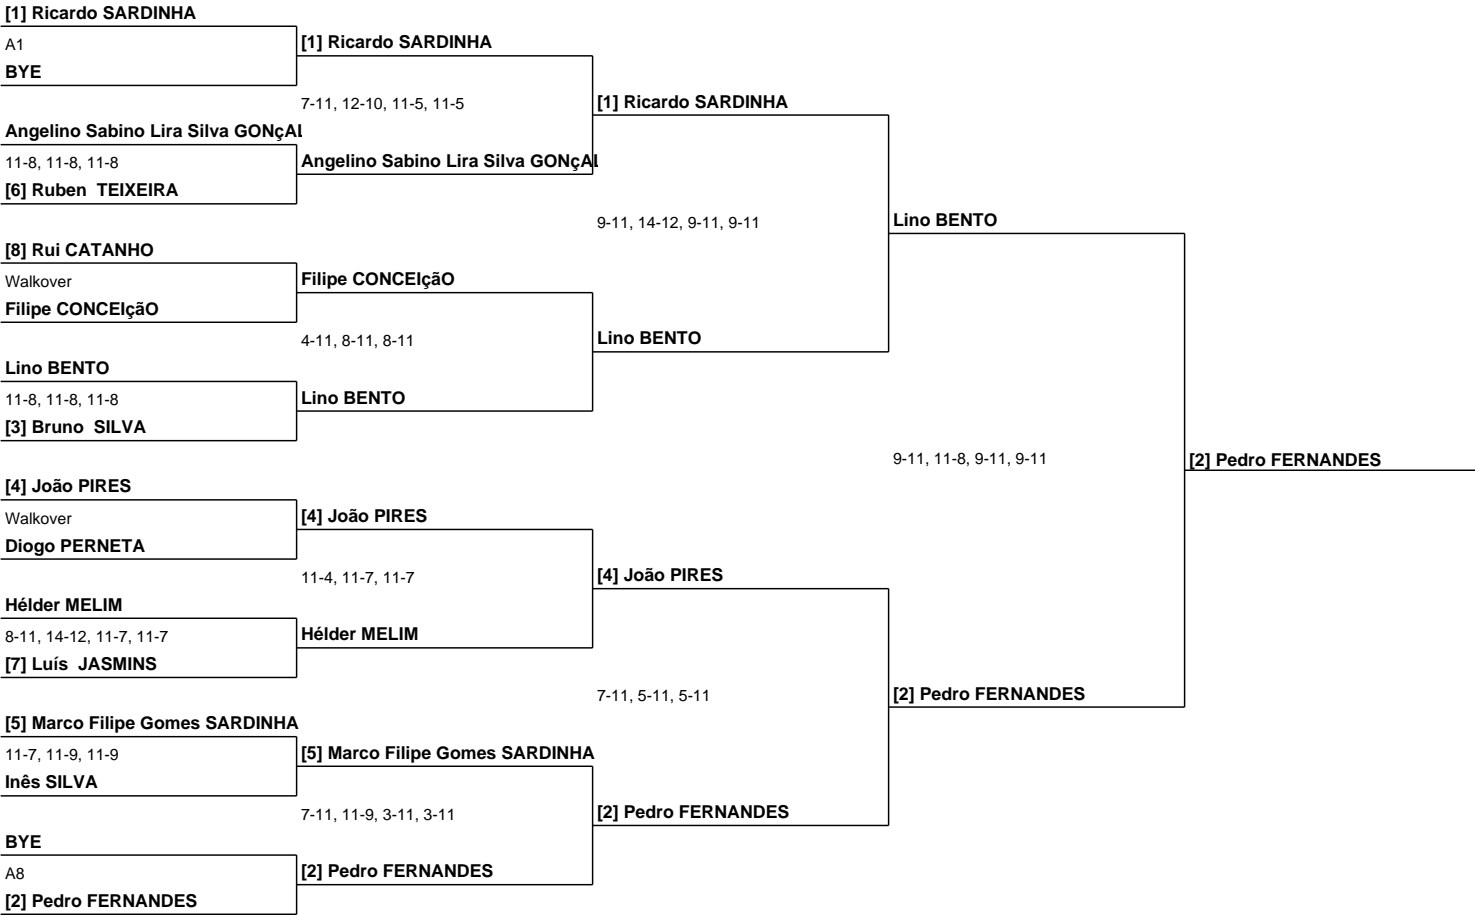 [1] Ricardo SARDINHA
A1
BYE
Angelino Sabino Lira Silva GONçAL
11-8, 11-8, 11-8
[6] Ruben  TEIXEIRA
[8] Rui CATANHO
Walkover
Filipe CONCEIçãO
Lino BENTO
11-8, 11-8, 11-8
[3] Bruno  SILVA
[4] João PIRES
Walkover
Diogo PERNETA
Hélder MELIM
8-11, 14-12, 11-7, 11-7
[7] Luís  JASMINS
[5] Marco Filipe Gomes SARDINHA
11-7, 11-9, 11-9
Inês SILVA
BYE
A8
[2] Pedro FERNANDES
[1] Ricardo SARDINHA
7-11, 12-10, 11-5, 11-5
Angelino Sabino Lira Silva GONçAL
Filipe CONCEIçãO
4-11, 8-11, 8-11
Lino BENTO
[4] João PIRES
11-4, 11-7, 11-7
Hélder MELIM
[5] Marco Filipe Gomes SARDINHA
7-11, 11-9, 3-11, 3-11
[2] Pedro FERNANDES
[1] Ricardo SARDINHA
9-11, 14-12, 9-11, 9-11
Lino BENTO
[4] João PIRES
7-11, 5-11, 5-11
[2] Pedro FERNANDES
Lino BENTO
9-11, 11-8, 9-11, 9-11
[2] Pedro FERNANDES
[2] Pedro FERNANDES